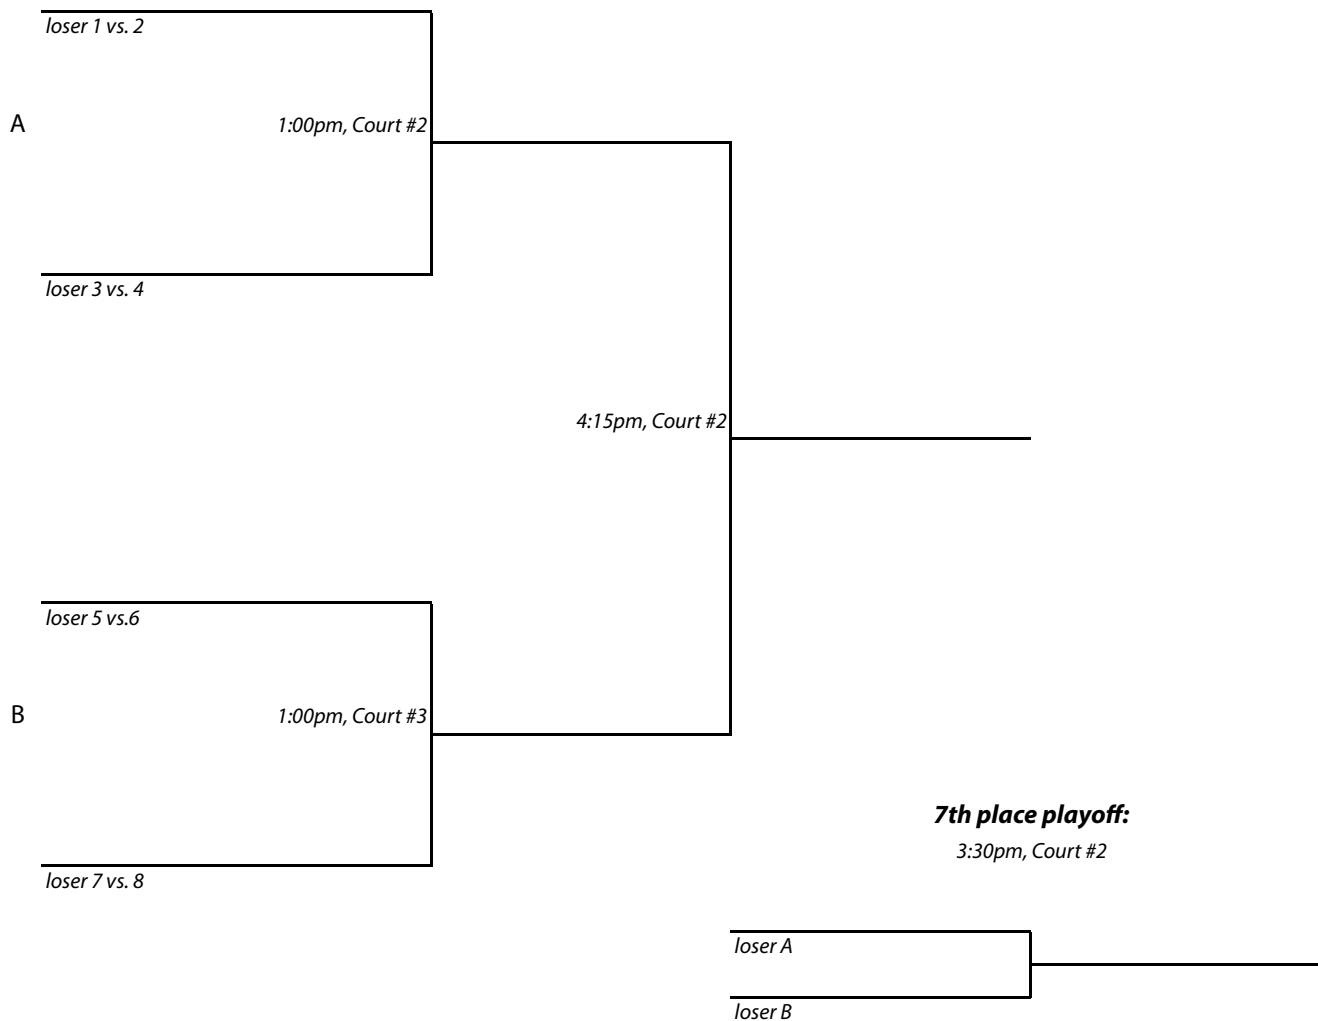 loser 1 vs. 2
A
1:00pm, Court #2
loser 3 vs. 4
4:15pm, Court #2
loser 5 vs.6
B
1:00pm, Court #3
loser 7 vs. 8
7th place playoff:
3:30pm, Court #2
loser A
loser B